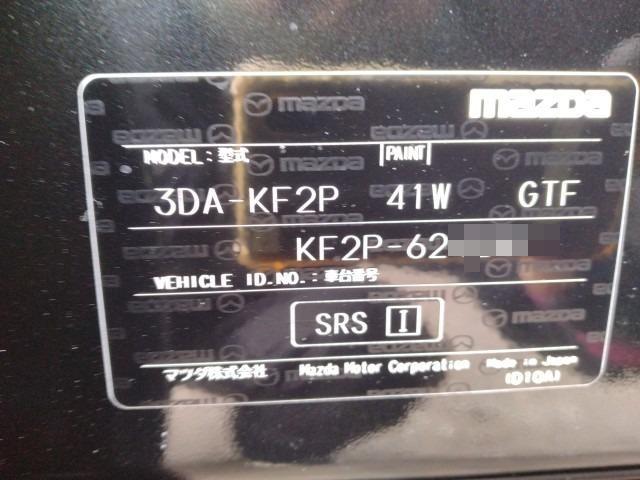 mazda
MODEL:型式 PAINT
3DA-KF2P 41W GTF
KF2P-62
VEHICLE ID.NO.:車台番号
SRS I
マツダ株式会社 Mazda Motor Corporation Made in Japan